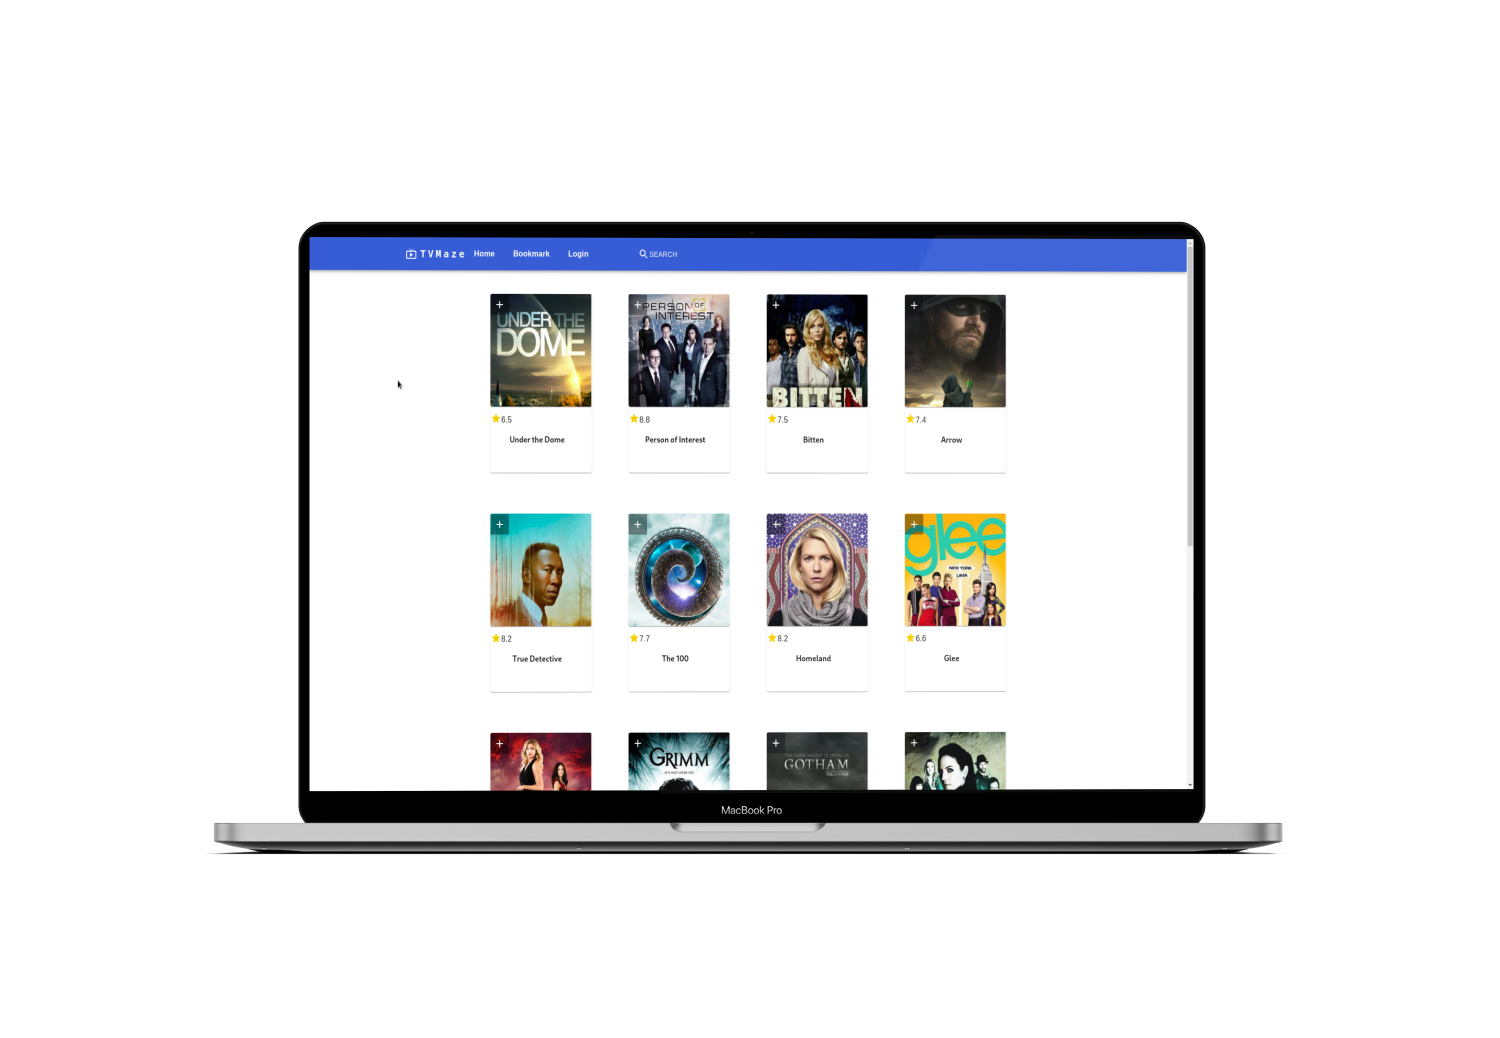 TVMaze Home Bookmark Login SEARCH
UNDER THE
DOME
PERSON OF
INTEREST
BITTEN
6.5 8.8 7.5 7.4
Under the Dome Person of Interest Bitten Arrow
glee
NEW YORK
LIMA
8.2 7.7 8.2 6.6
True Detective The 100 Homeland Glee
GRIMM
GOTHAM
MacBook Pro